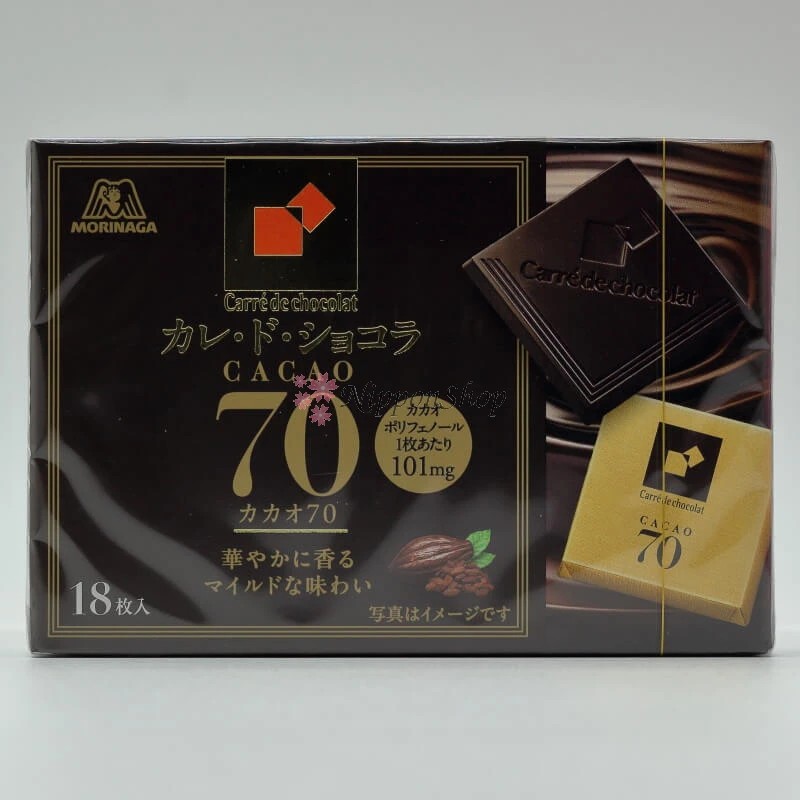 MORINAGA
Carré de chocolat
カレ・ド・ショコラ
CACAO
70
カカオ70
カカオ
ポリフェノール
1枚あたり
101mg
華やかに香る
マイルドな味わい
18枚入
写真はイメージです
Carré de chocolat
Carré de chocolat
CACAO
70
NipponShop